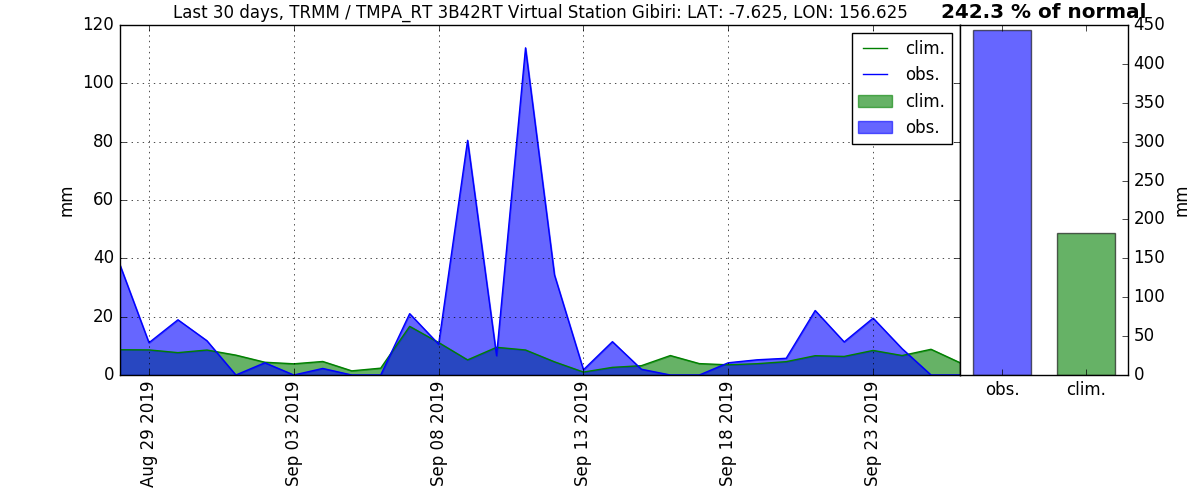 Last 30 days, TRMM / TMPA_RT 3B42RT Virtual Station Gibiri: LAT: -7.625, LON: 156.625
242.3 % of normal
120
100
80
60
40
20
0
mm
clim.
obs.
clim.
obs.
Aug 29 2019
Sep 03 2019
Sep 08 2019
Sep 13 2019
Sep 18 2019
Sep 23 2019
450
400
350
300
250
200
150
100
50
0
mm
obs.
clim.